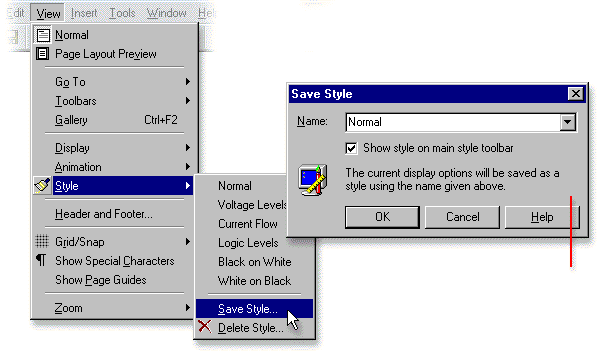 Edit View Insert Tools Window Help
Normal
Page Layout Preview
Go To
Toolbars
Gallery Ctrl+F2
Display
Animation
Style
Header and Footer...
Grid/Snap
Show Special Characters
Show Page Guides
Zoom
Normal
Voltage Levels
Current Flow
Logic Levels
Black on White
White on Black
Save Style...
Delete Style...
Save Style
Name: Normal
Show style on main style toolbar
The current display options will be saved as a
style using the name given above.
OK Cancel Help